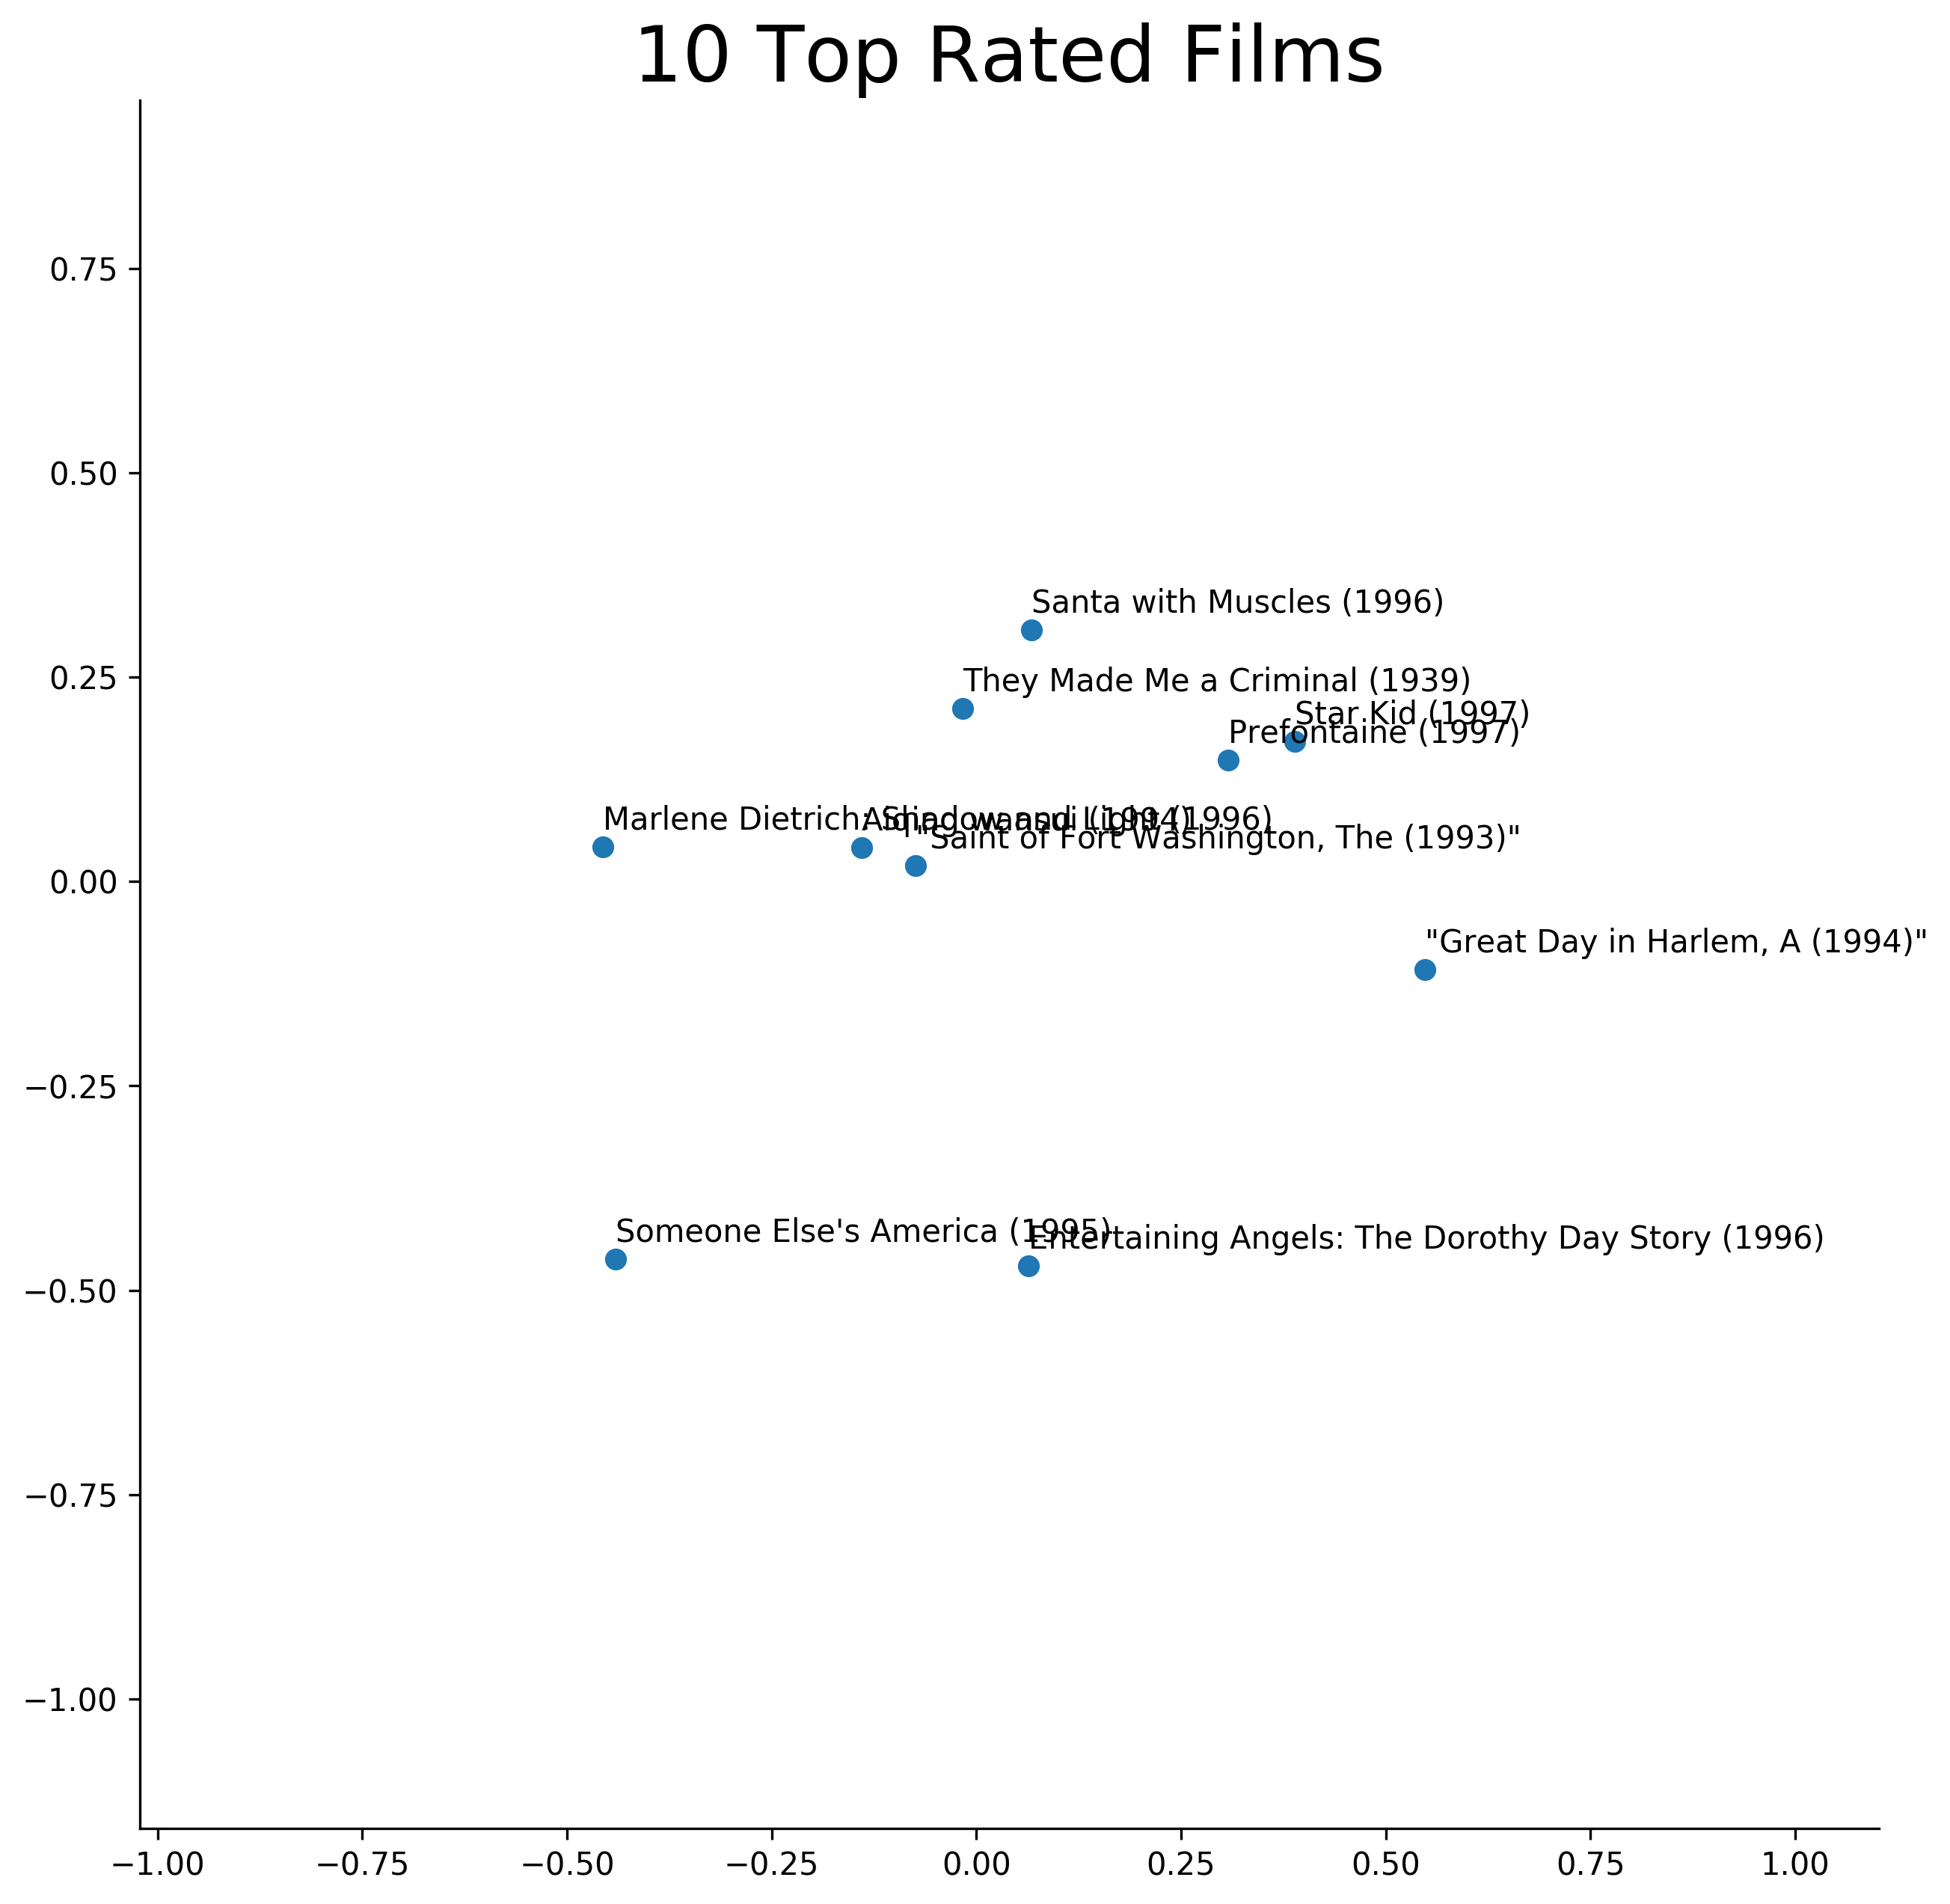 10 Top Rated Films
0.75
0.50
0.25
0.00
−0.25
−0.50
−0.75
−1.00
Santa with Muscles (1996)
They Made Me a Criminal (1939)
Star Kid (1997)
Prefontaine (1997)
Marlene Dietrich: Shadow and Light (1996)
Aiqing wansui (1994)
"Saint of Fort Washington, The (1993)"
"Great Day in Harlem, A (1994)"
Someone Else's America (1995)
Entertaining Angels: The Dorothy Day Story (1996)
−1.00 −0.75 −0.50 −0.25 0.00 0.25 0.50 0.75 1.00